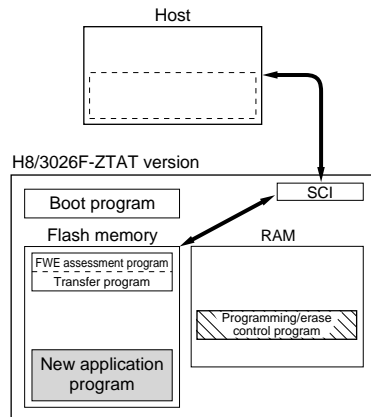 Host
H8/3026F-ZTAT version
SCI
Boot program
Flash memory
RAM
FWE assessment program
Transfer program
Programming/erase
control program
New application
program